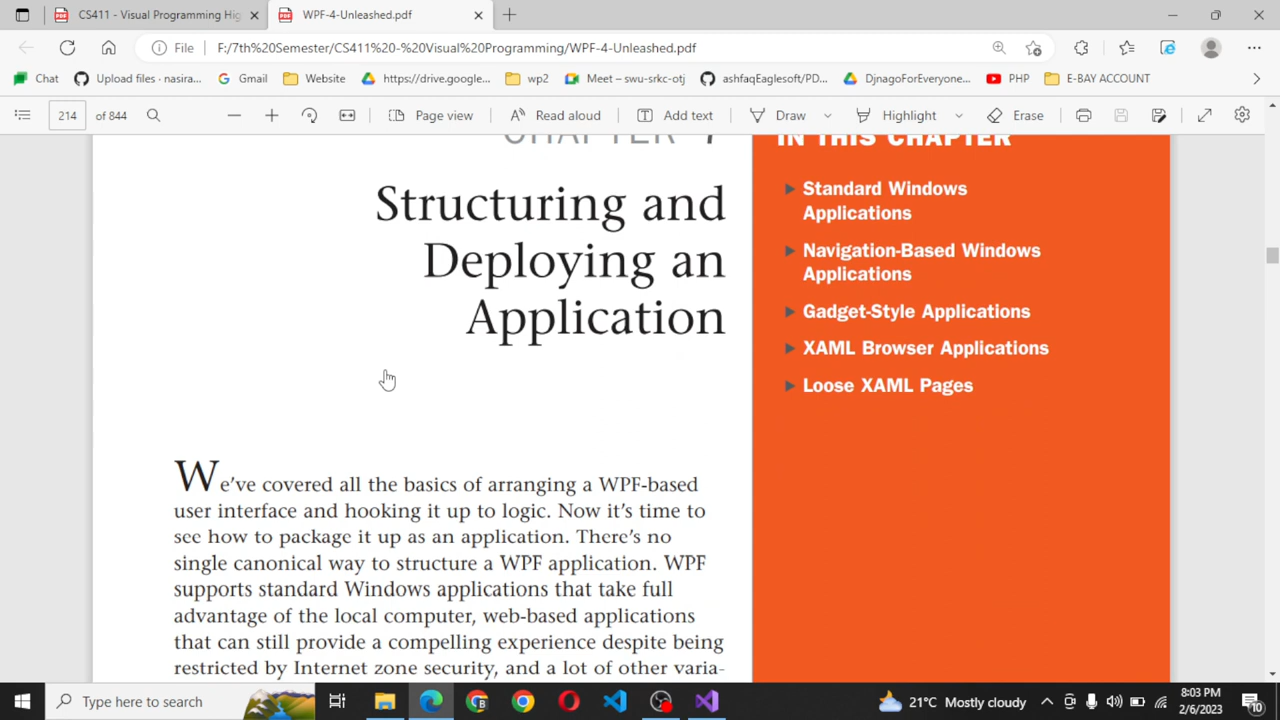 CS411 - Visual Programming Hig
WPF-4-Unleashed.pdf
File
F:/7th%20Semester/CS411%20-%20Visual%20Programming/WPF-4-Unleashed.pdf
Chat
Upload files · nasira...
Gmail
Website
https://drive.google...
wp2
Meet – swu-srkc-otj
ashfaqEaglesoft/PD...
DjnagoForEveryone...
PHP
E-BAY ACCOUNT
214 of 844
Page view
Read aloud
Add text
Draw
Highlight
Erase
CHAPTER 7
Structuring and
Deploying an
Application
We've covered all the basics of arranging a WPF-based
user interface and hooking it up to logic. Now it's time to
see how to package it up as an application. There's no
single canonical way to structure a WPF application. WPF
supports standard Windows applications that take full
advantage of the local computer, web-based applications
that can still provide a compelling experience despite being
restricted by Internet zone security, and a lot of other varia-
IN THIS CHAPTER
Standard Windows
Applications
Navigation-Based Windows
Applications
Gadget-Style Applications
XAML Browser Applications
Loose XAML Pages
Type here to search
21°C Mostly cloudy
8:03 PM
2/6/2023
10